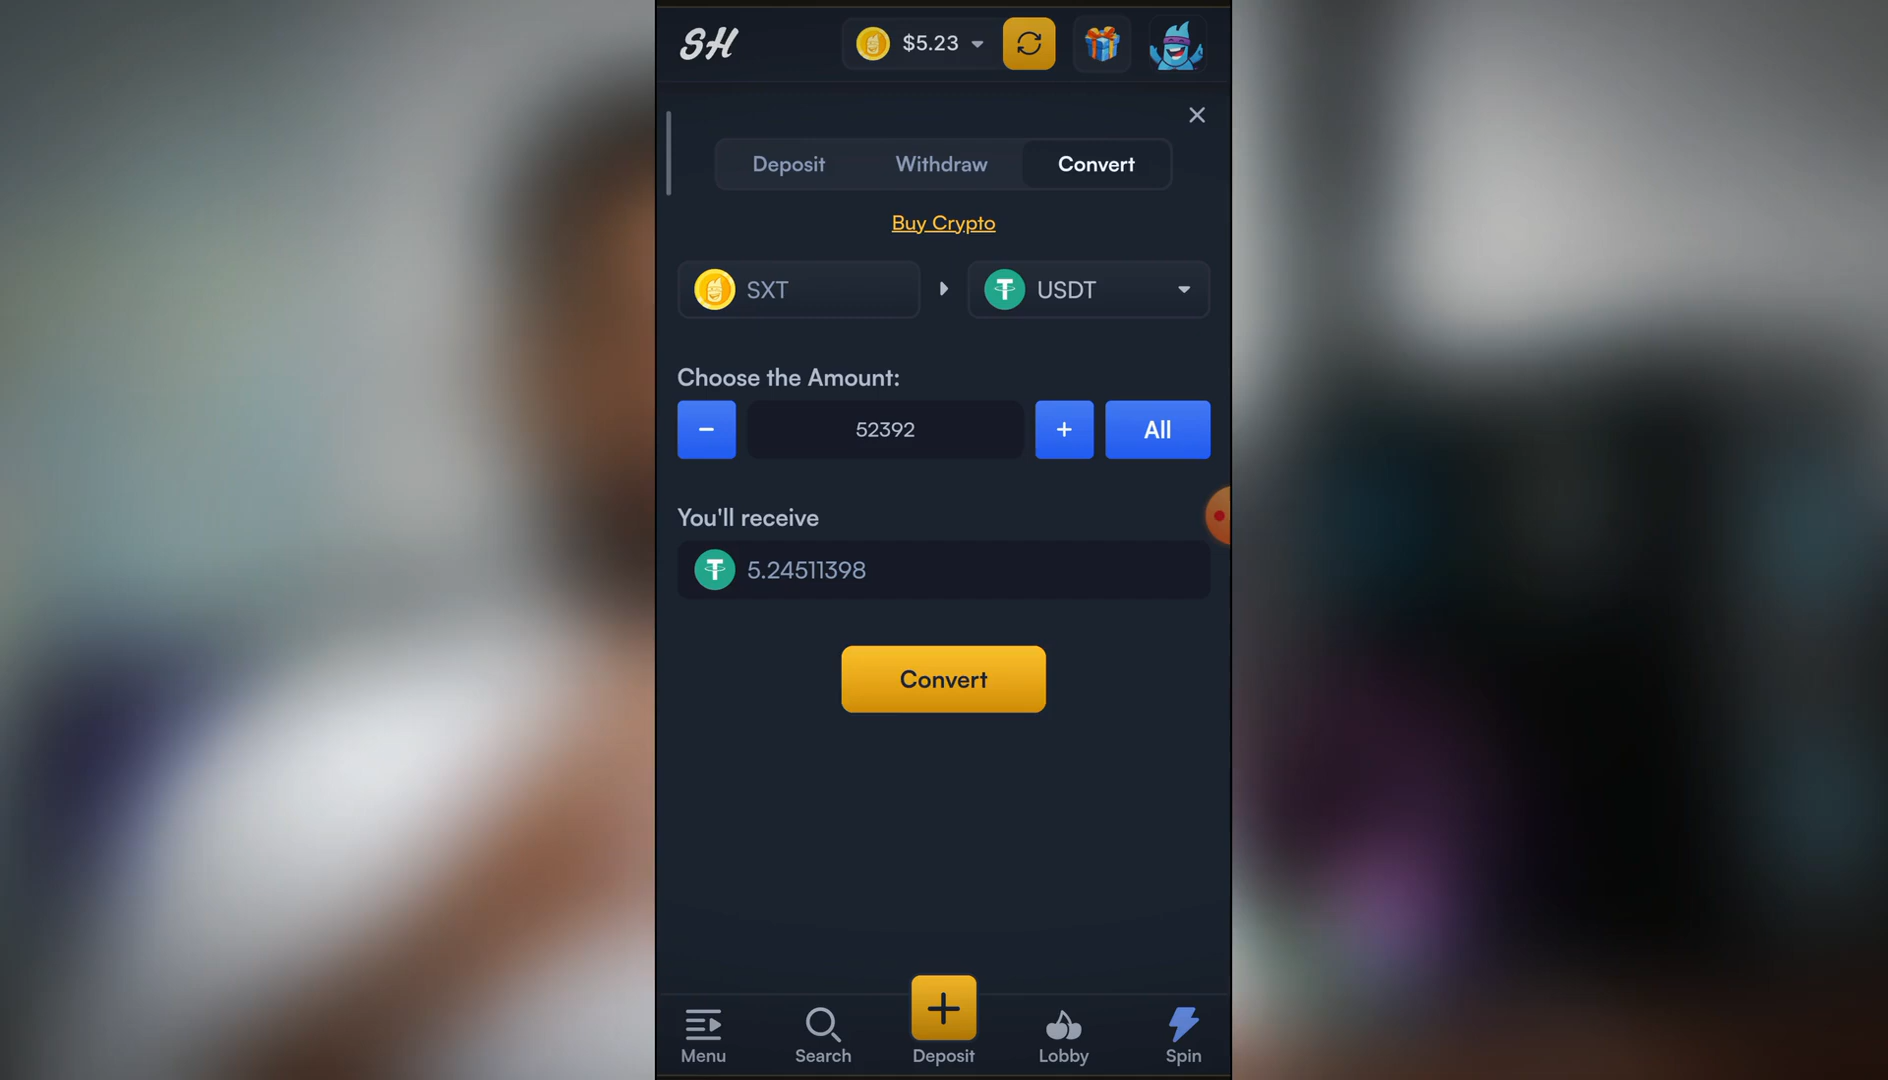 SH
$5.23
Deposit Withdraw Convert
Buy Crypto
SXT USDT
Choose the Amount:
- 52392 + All
You'll receive
5.24511398
Convert
Menu Search Deposit Lobby Spin